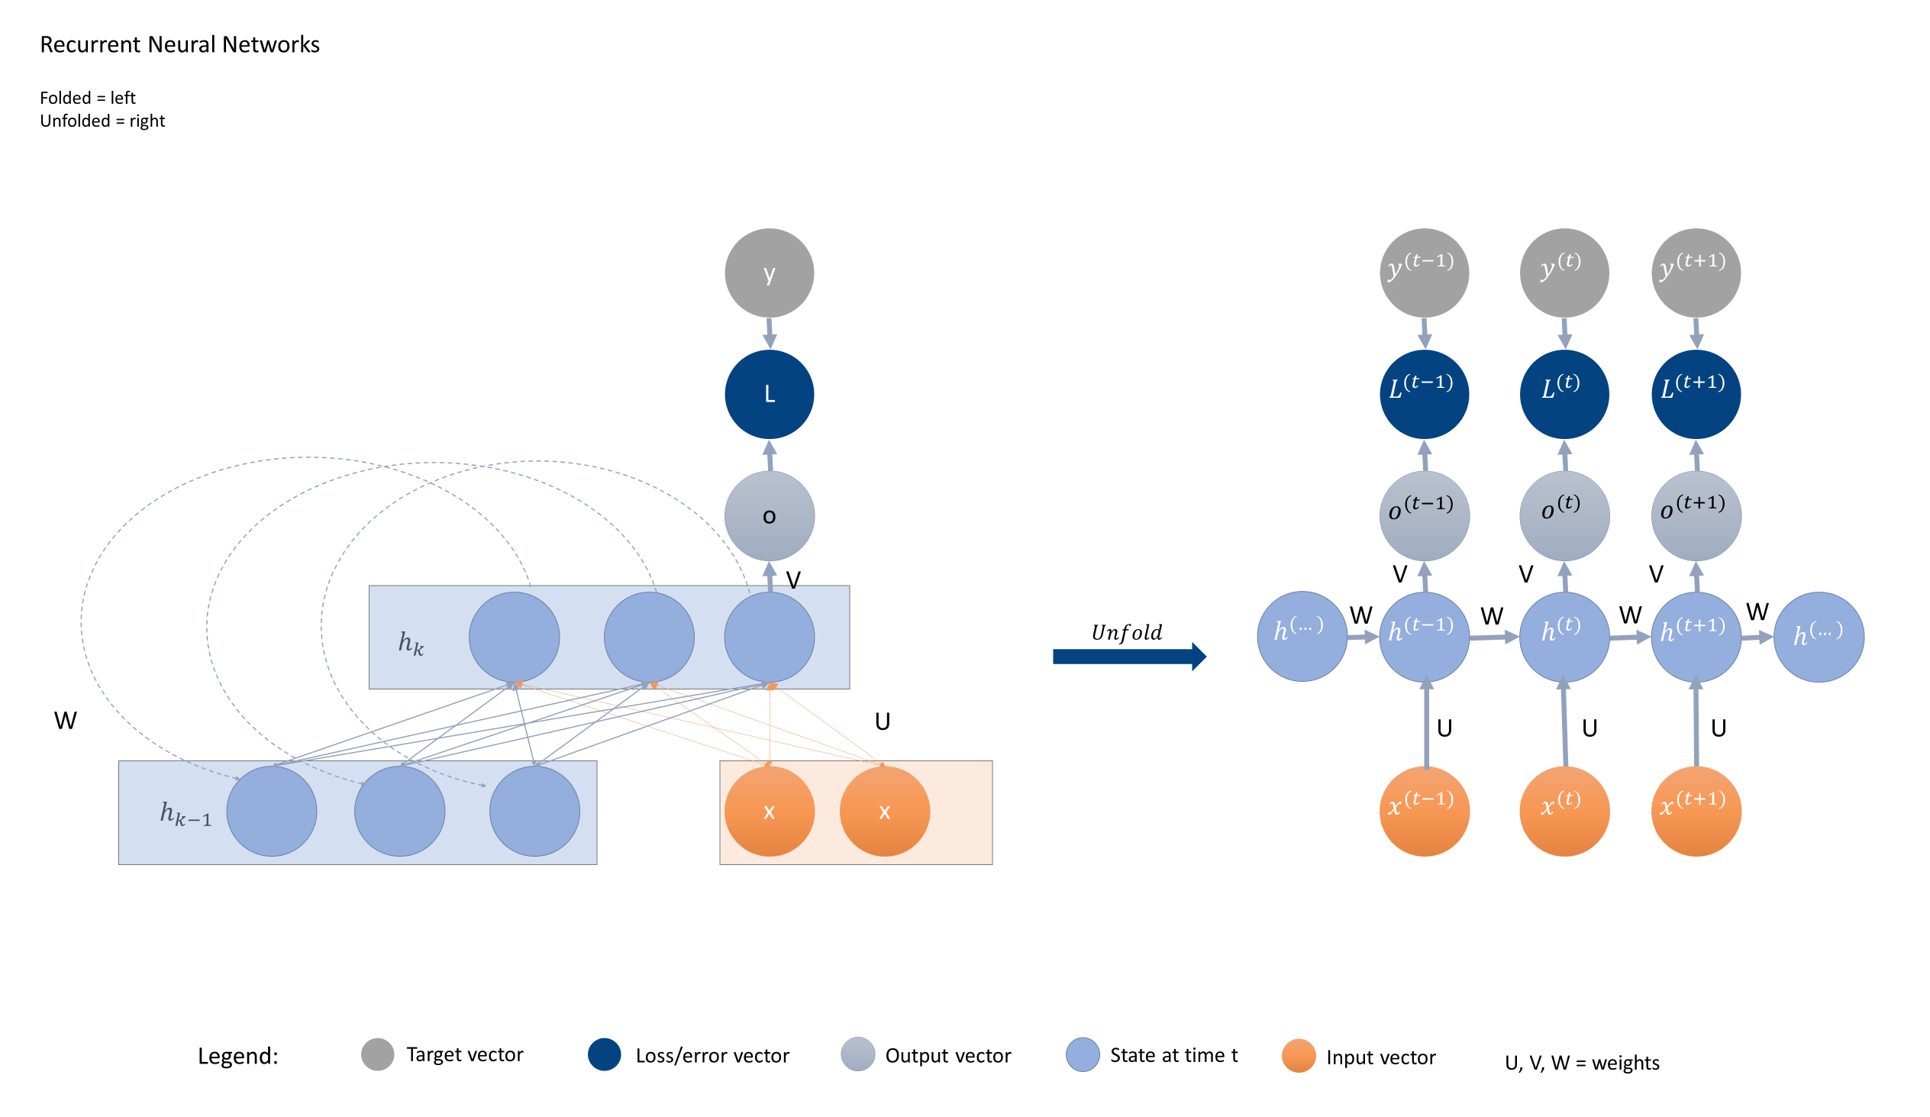 Recurrent Neural Networks
Folded = left
Unfolded = right
y
L
o
V
h_k
W
U
h_{k−1}
x x
Unfold
y^{(t−1)} y^{(t)} y^{(t+1)}
L^{(t−1)} L^{(t)} L^{(t+1)}
o^{(t−1)} o^{(t)} o^{(t+1)}
V V V
W W W W
h^{(...)} h^{(t−1)} h^{(t)} h^{(t+1)} h^{(...)}
U U U
x^{(t−1)} x^{(t)} x^{(t+1)}
Legend: Target vector Loss/error vector Output vector State at time t Input vector U, V, W = weights